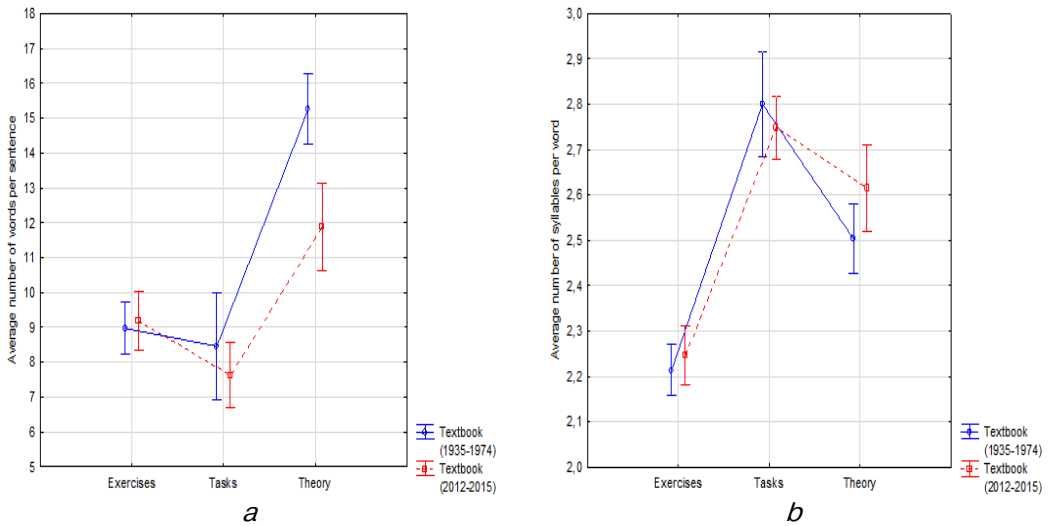 18
17
16
15
14
13
12
11
10
9
8
7
6
5
Average number of words per sentence
Exercises Tasks Theory
Textbook
(1935-1974)
Textbook
(2012-2015)
a
3,0
2,9
2,8
2,7
2,6
2,5
2,4
2,3
2,2
2,1
2,0
Average number of syllables per word
Exercises Tasks Theory
Textbook
(1935-1974)
Textbook
(2012-2015)
b